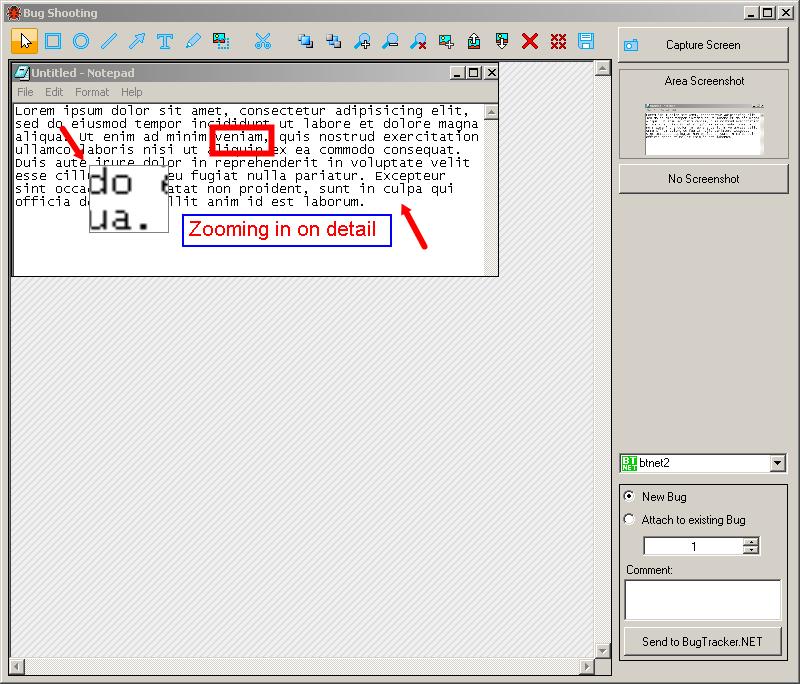 Bug Shooting
Capture Screen
Area Screenshot
No Screenshot
Untitled - Notepad
File Edit Format Help
Lorem ipsum dolor sit amet, consectetur adipisicing elit,
sed do eiusmod tempor incididunt ut labore et dolore magna
aliqua. Ut enim ad minim veniam, quis nostrud exercitation
ullamco laboris nisi ut aliquip ex ea commodo consequat.
Duis aute irure dolor in reprehenderit in voluptate velit
esse cillu eu fugiat nulla pariatur. Excepteur
sint occa atat non proident, sunt in culpa qui
officia d llit anim id est laborum.
do e
ua.
Zooming in on detail
BT
NET
btnet2
New Bug
Attach to existing Bug
1
Comment:
Send to BugTracker.NET